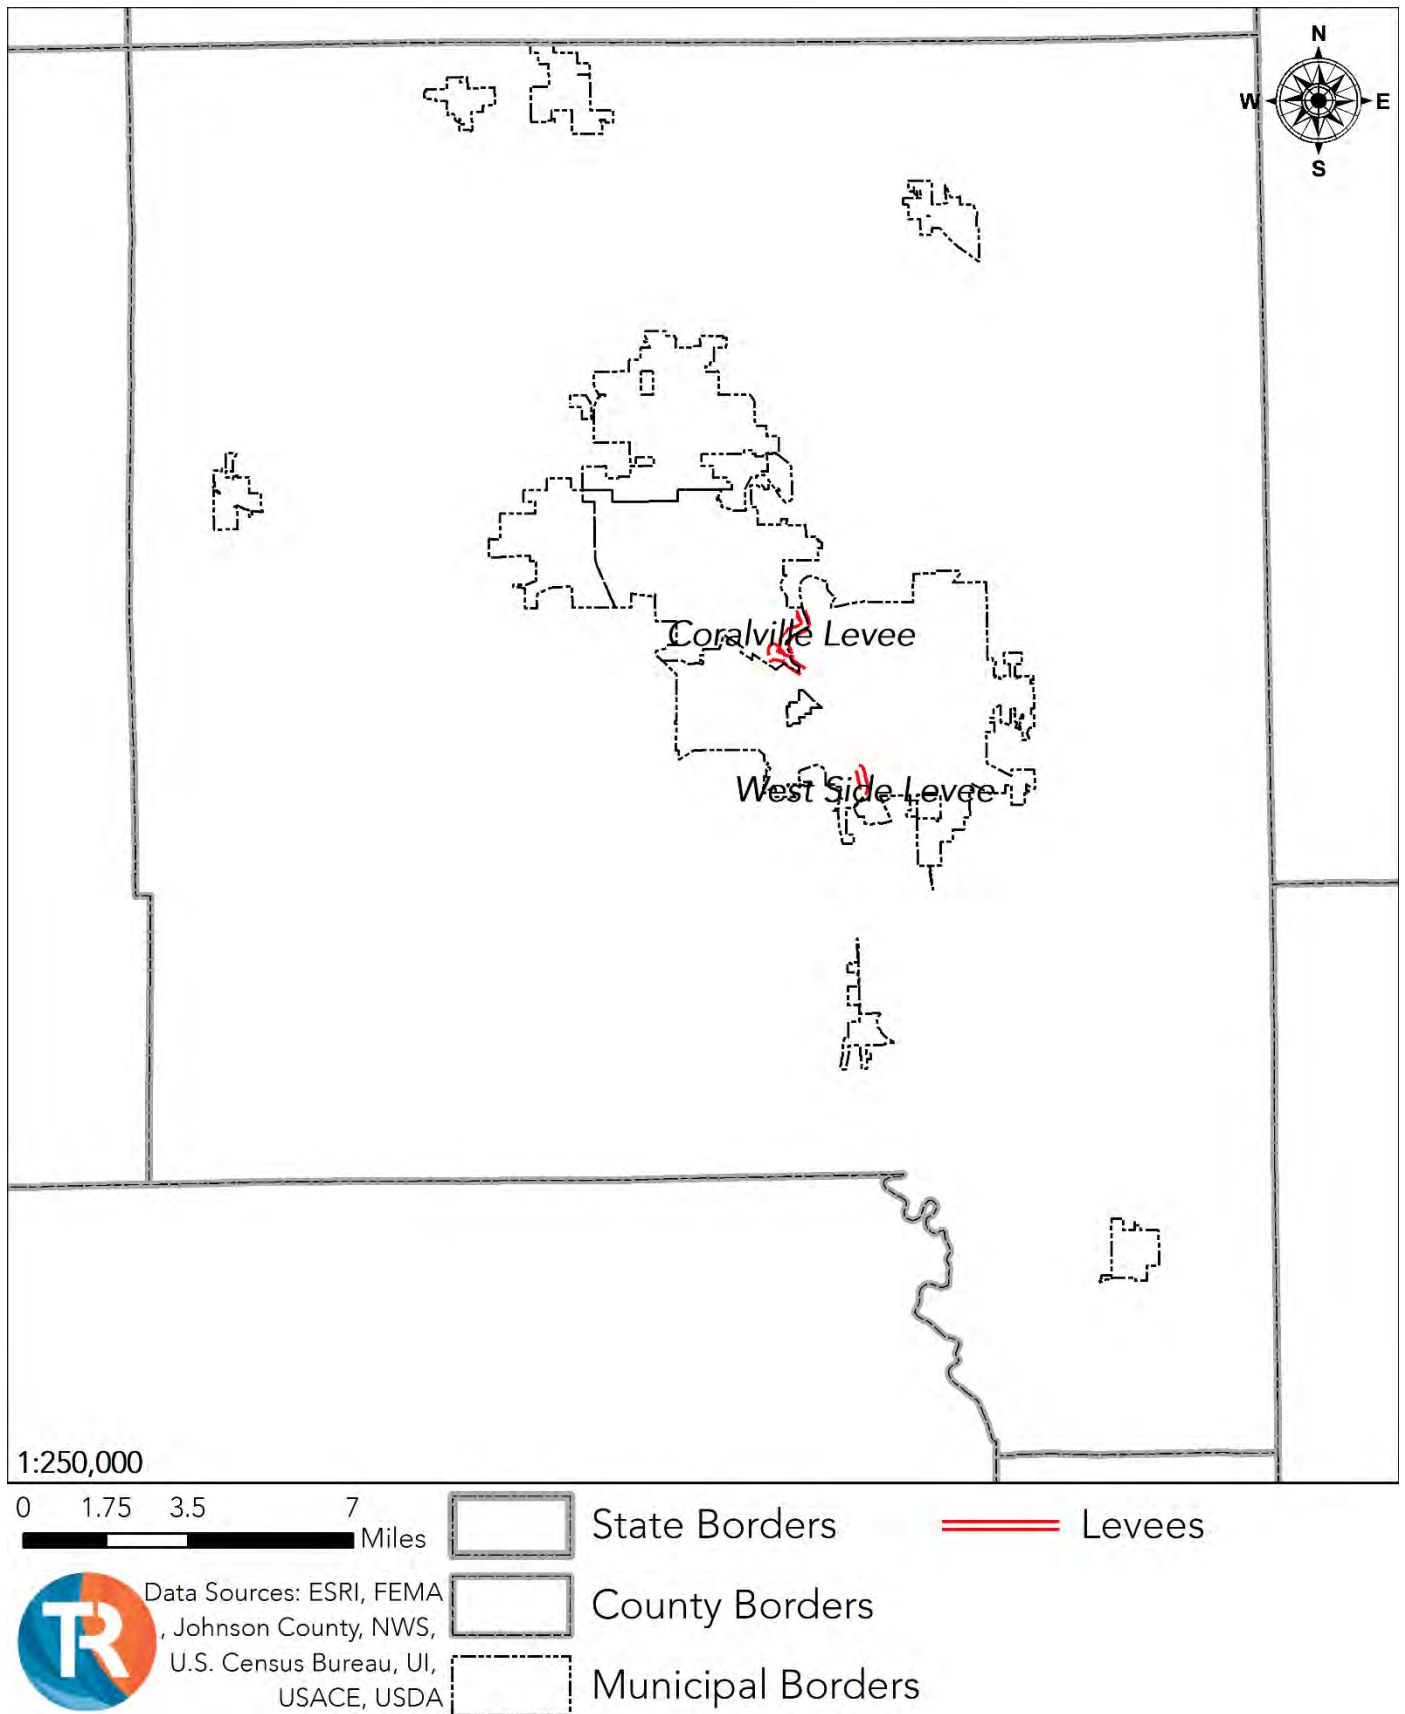 N
W E
S
Coralville Levee
West Side Levee
1:250,000
0 1.75 3.5 7
Miles
State Borders
Levees
Data Sources: ESRI, FEMA
, Johnson County, NWS,
U.S. Census Bureau, UI,
USACE, USDA
TR
County Borders
Municipal Borders